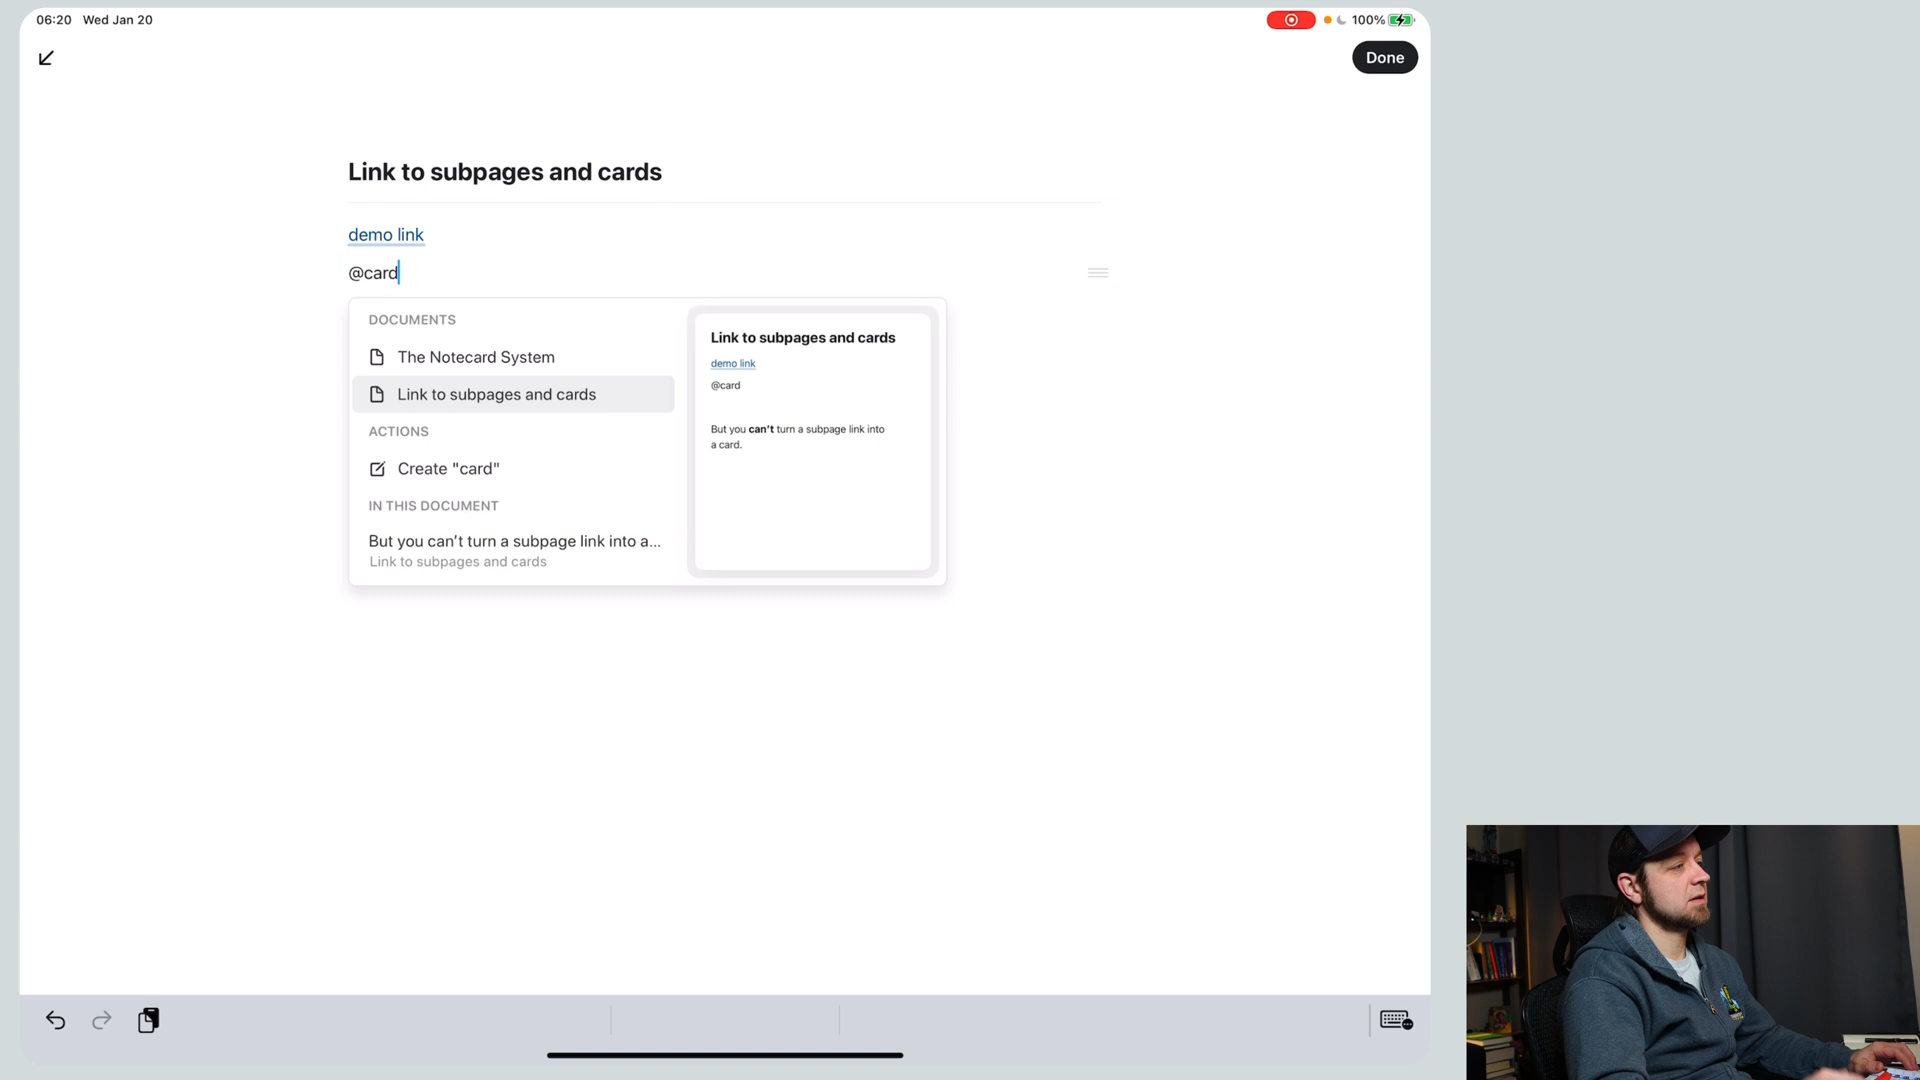 06:20 Wed Jan 20
100%
Done
Link to subpages and cards
demo link
@card
DOCUMENTS
The Notecard System
Link to subpages and cards
ACTIONS
Create "card"
IN THIS DOCUMENT
But you can’t turn a subpage link into a...
Link to subpages and cards
Link to subpages and cards
demo link
@card
But you can’t turn a subpage link into
a card.